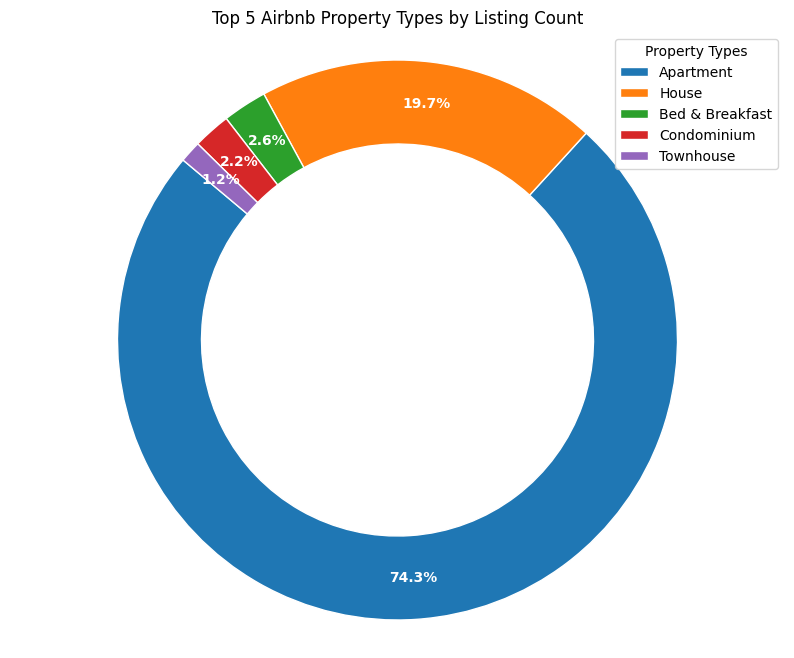 Top 5 Airbnb Property Types by Listing Count
Property Types
Apartment
House
Bed & Breakfast
Condominium
Townhouse
19.7%
2.6%
2.2%
1.2%
74.3%